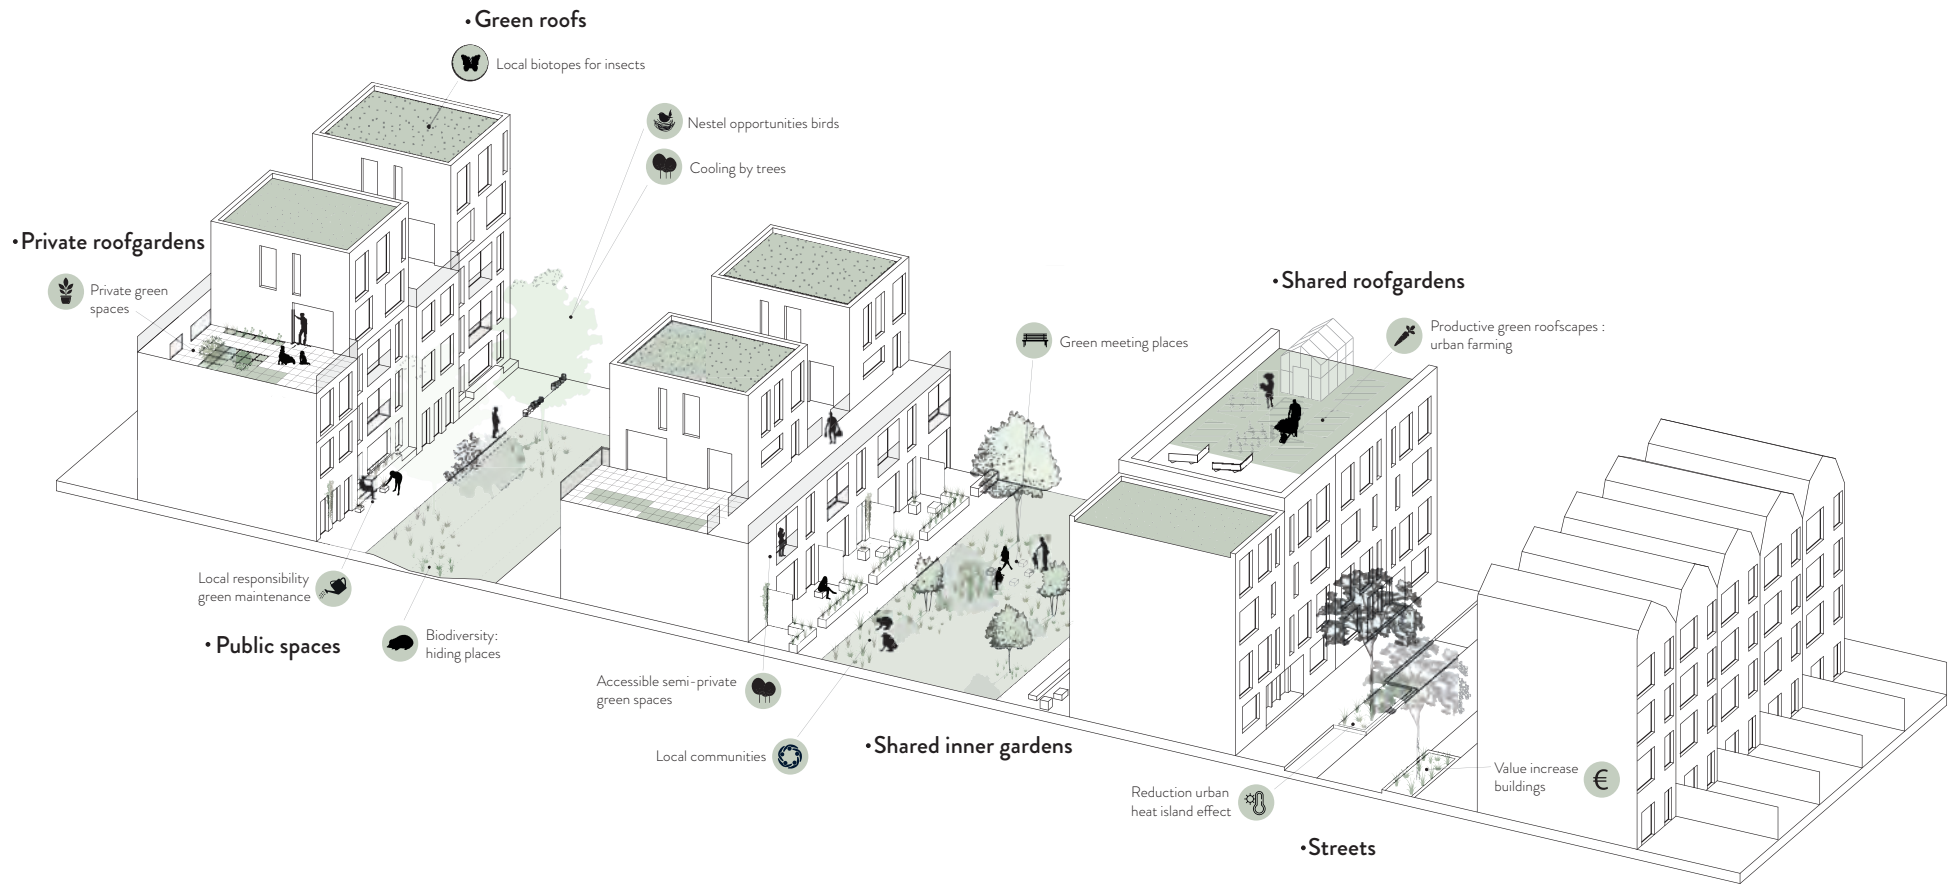 • Green roofs
Local biotopes for insects
Nestel opportunities birds
Cooling by trees
• Private roofgardens
Private green
spaces
• Shared roofgardens
Productive green roofscapes :
urban farming
Green meeting places
Local responsibility
green maintenance
• Public spaces
Biodiversity:
hiding places
Accessible semi-private
green spaces
Local communities
• Shared inner gardens
Reduction urban
heat island effect
Value increase
buildings
€
• Streets